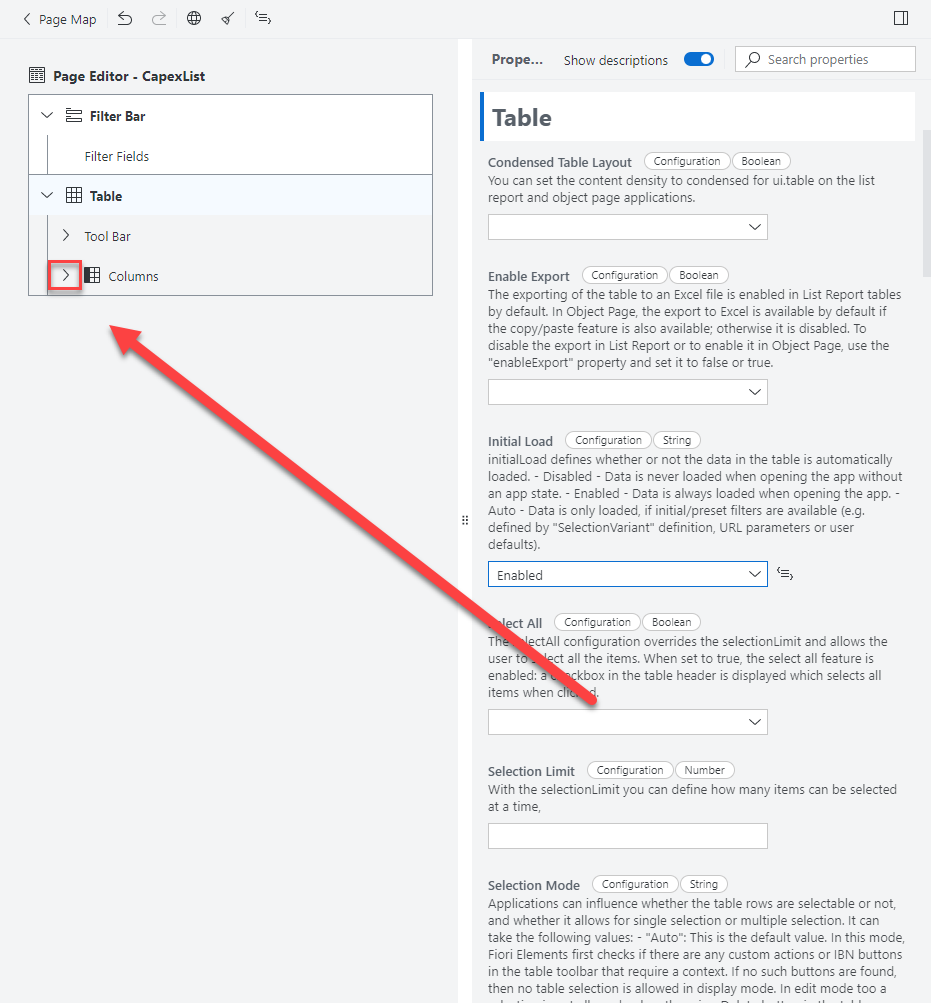 Page Map
Page Editor - CapexList
Filter Bar
Filter Fields
Table
Tool Bar
Columns
Prope... Show descriptions Search properties
Table
Condensed Table Layout Configuration Boolean
You can set the content density to condensed for ui.table on the list
report and object page applications.
Enable Export Configuration Boolean
The exporting of the table to an Excel file is enabled in List Report tables
by default. In Object Page, the export to Excel is available by default if
the copy/paste feature is also available; otherwise it is disabled. To
disable the export in List Report or to enable it in Object Page, use the
"enableExport" property and set it to false or true.
Initial Load Configuration String
initialLoad defines whether or not the data in the table is automatically
loaded. - Disabled - Data is never loaded when opening the app without
an app state. - Enabled - Data is always loaded when opening the app. -
Auto - Data is only loaded, if initial/preset filters are available (e.g.
defined by "SelectionVariant" definition, URL parameters or user
defaults).
Enabled
Select All Configuration Boolean
The selectAll configuration overrides the selectionLimit and allows the
user to select all the items. When set to true, the select all feature is
enabled: a checkbox in the table header is displayed which selects all
items when clicked.
Selection Limit Configuration Number
With the selectionLimit you can define how many items can be selected
at a time,
Selection Mode Configuration String
Applications can influence whether the table rows are selectable or not,
and whether it allows for single selection or multiple selection. It can
take the following values: - "Auto": This is the default value. In this mode,
Fiori Elements first checks if there are any custom actions or IBN buttons
in the table toolbar that require a context. If no such buttons are found,
then no table selection is allowed in display mode. In edit mode too a